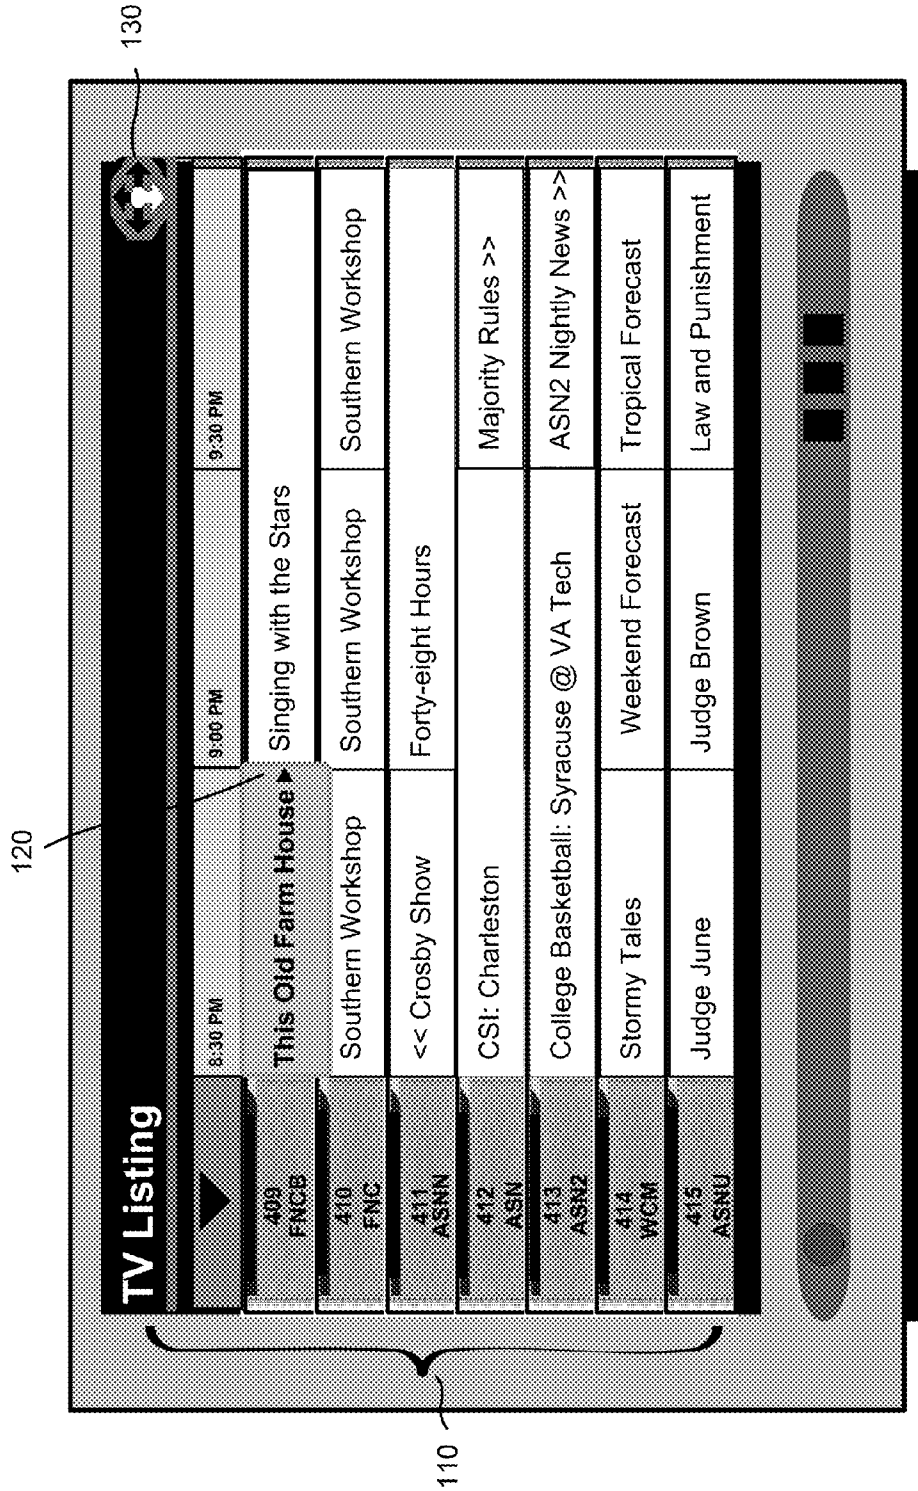 130
120
TV Listing
8:30 PM 9:00 PM 9:30 PM
409 FNCB This Old Farm House Singing with the Stars
410 FNC Southern Workshop Southern Workshop Southern Workshop
411 ASNN << Crosby Show Forty-eight Hours
412 ASN CSI: Charleston Majority Rules >>
413 ASN2 College Basketball: Syracuse @ VA Tech ASN2 Nightly News >>
414 WCM Stormy Tales Weekend Forecast Tropical Forecast
415 ASNU Judge June Judge Brown Law and Punishment
110